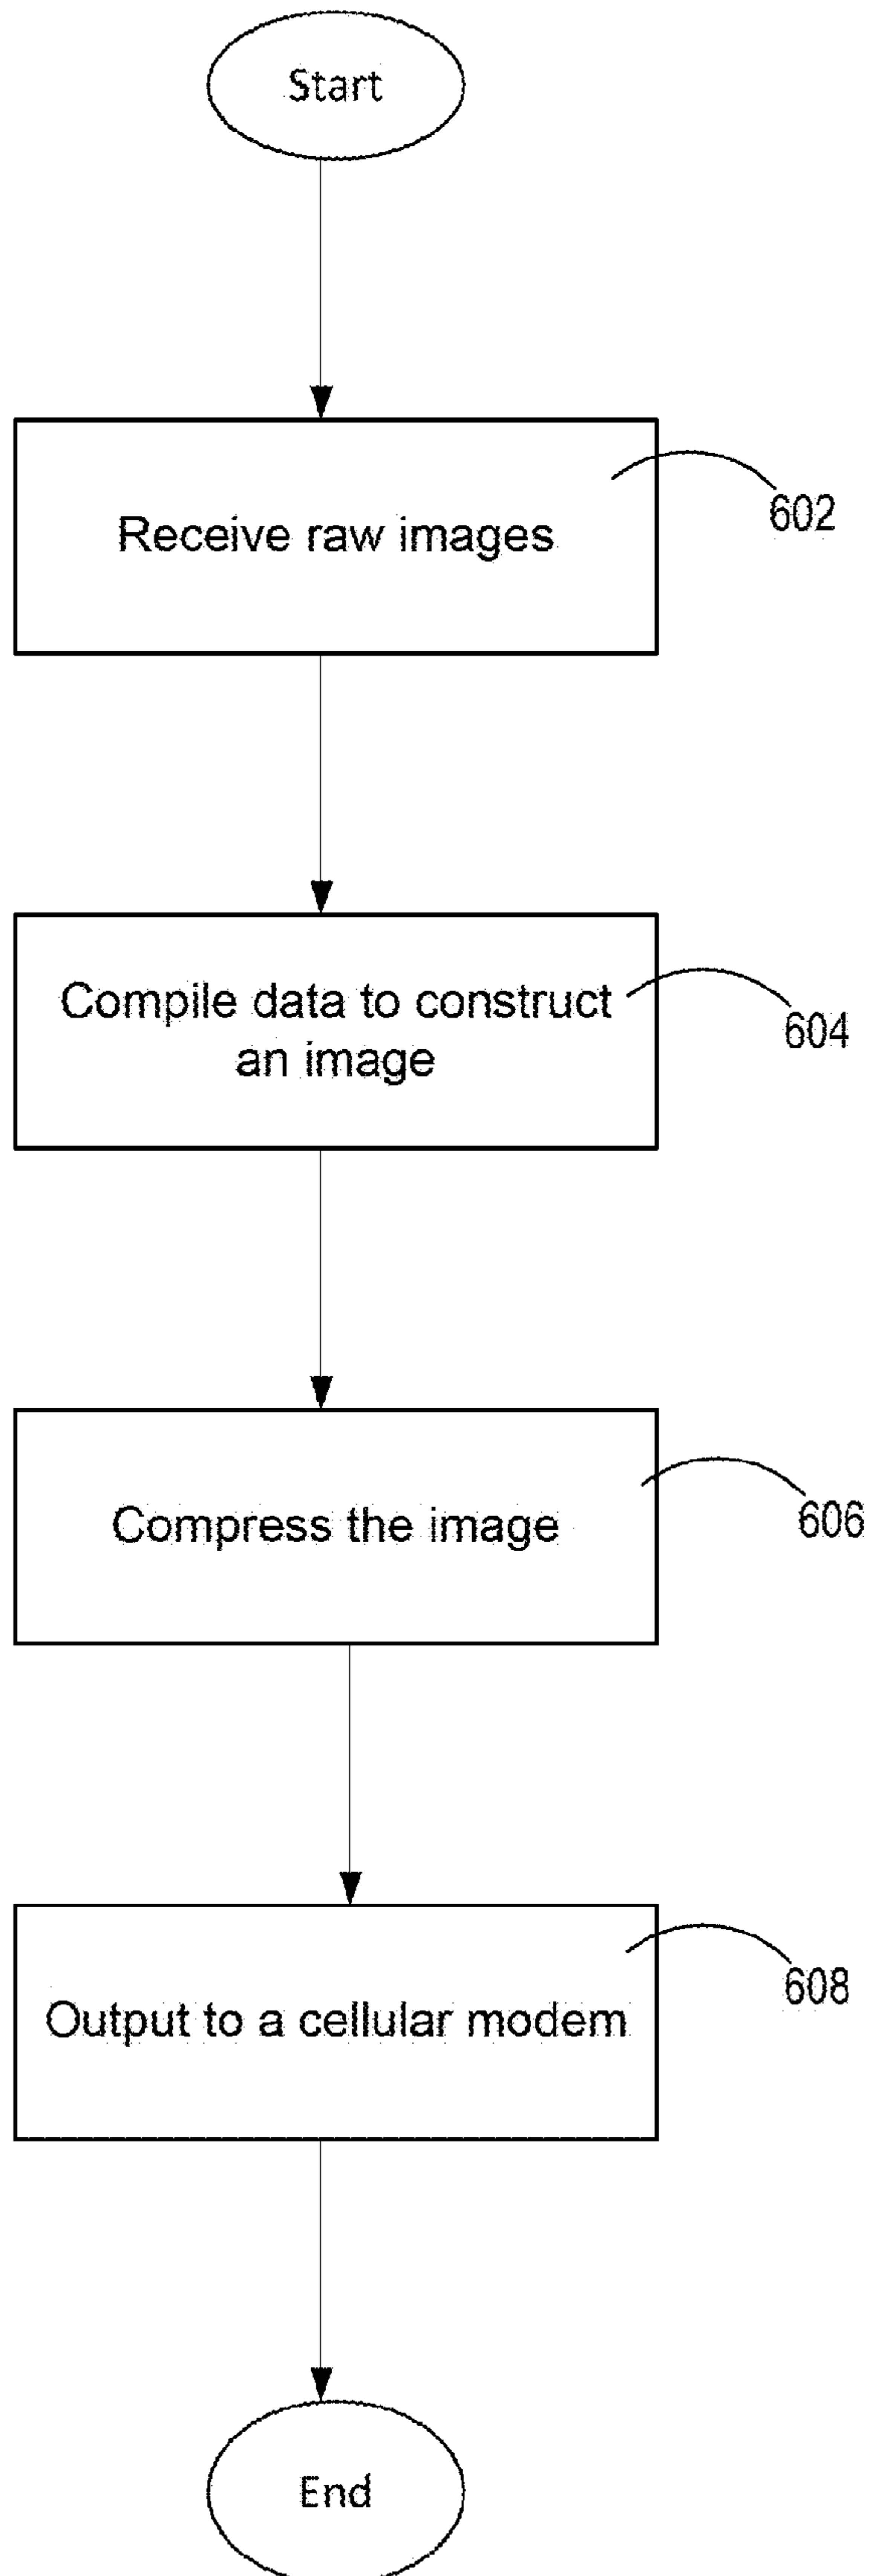 Start
Receive raw images
602
Compile data to construct
an image
604
Compress the image
606
Output to a cellular modem
608
End